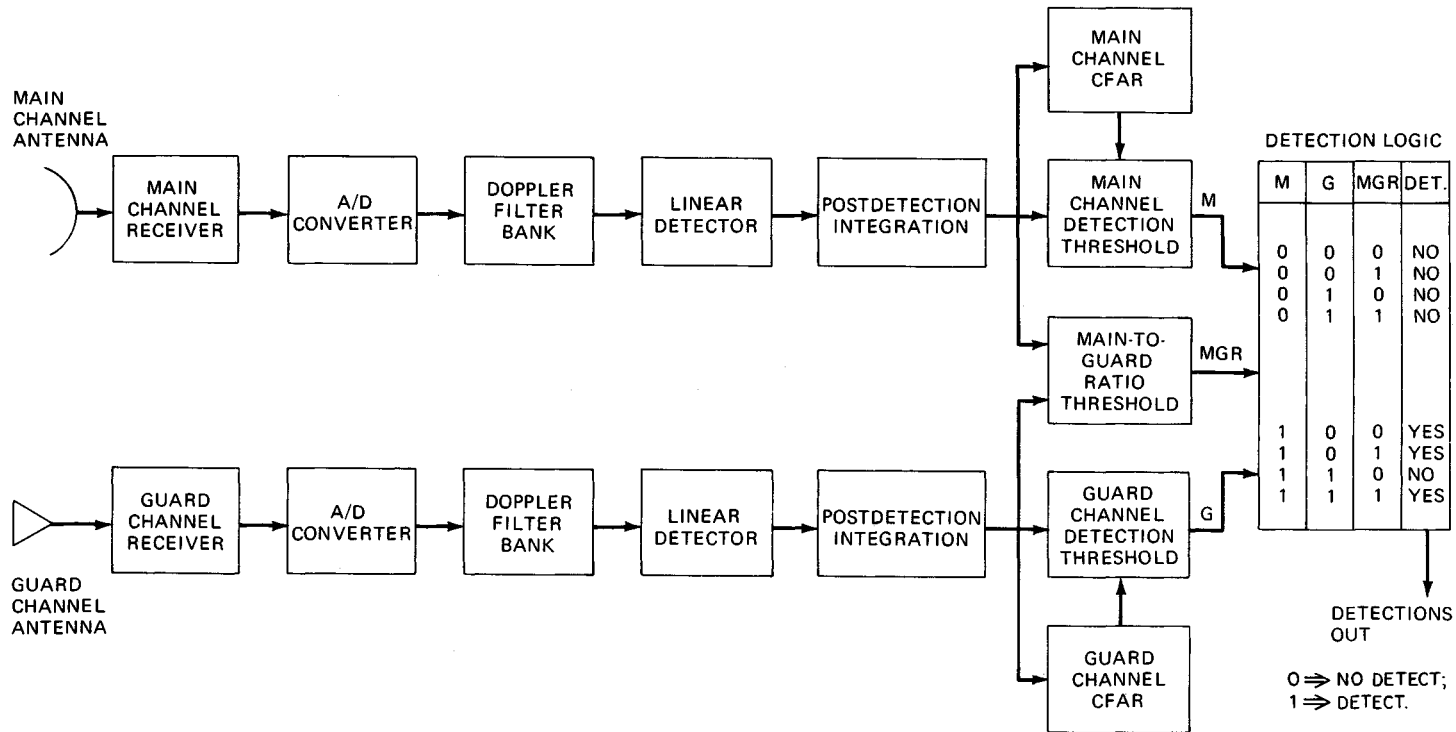 MAIN
CHANNEL
ANTENNA
MAIN
CHANNEL
RECEIVER
A/D
CONVERTER
DOPPLER
FILTER
BANK
LINEAR
DETECTOR
POSTDETECTION
INTEGRATION
MAIN
CHANNEL
CFAR
MAIN
CHANNEL
DETECTION
THRESHOLD
M
MAIN-TO-
GUARD
RATIO
THRESHOLD
MGR
GUARD
CHANNEL
ANTENNA
GUARD
CHANNEL
RECEIVER
A/D
CONVERTER
DOPPLER
FILTER
BANK
LINEAR
DETECTOR
POSTDETECTION
INTEGRATION
GUARD
CHANNEL
DETECTION
THRESHOLD
G
GUARD
CHANNEL
CFAR
DETECTION LOGIC
M G MGR DET.
0 0 0 NO
0 0 1 NO
0 1 0 NO
0 1 1 NO
1 0 0 YES
1 0 1 YES
1 1 0 NO
1 1 1 YES
DETECTIONS
OUT
0 ⇒ NO DETECT;
1 ⇒ DETECT.